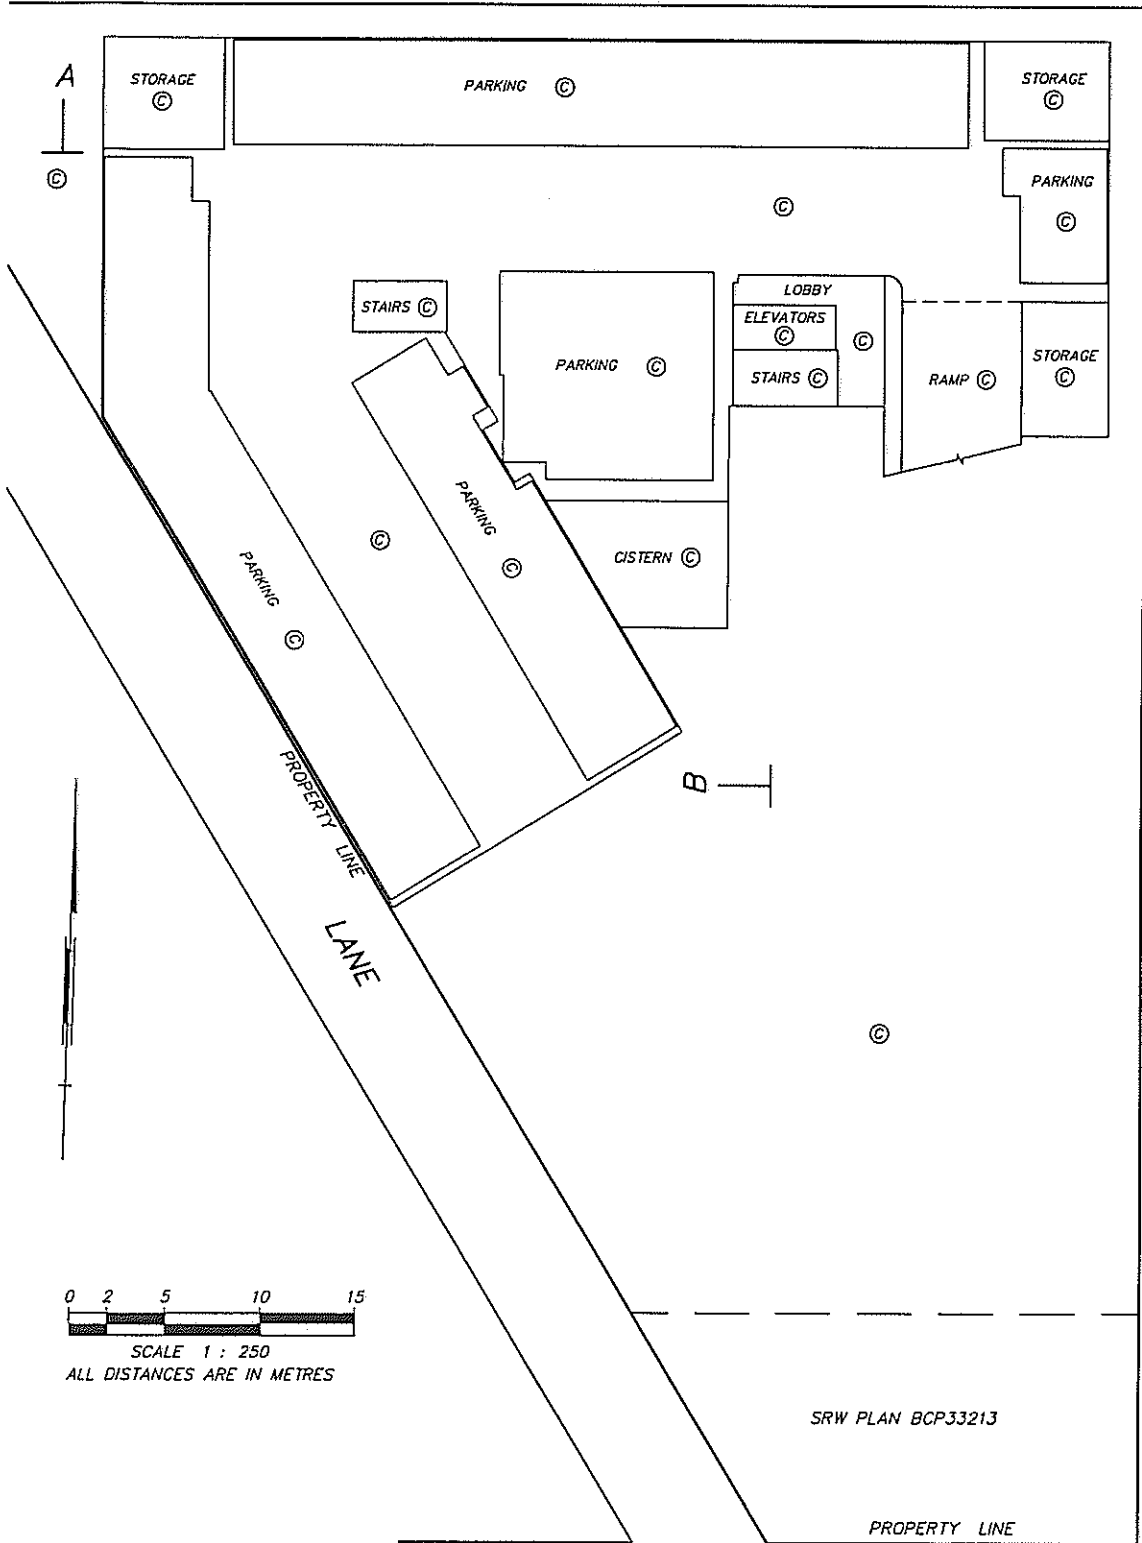 A
STORAGE
©
PARKING ©
STORAGE
©
©
PARKING
©
©
STAIRS ©
LOBBY
ELEVATORS
©
©
STAIRS ©
PARKING ©
RAMP ©
STORAGE
©
PARKING
©
©
CISTERN ©
PARKING
©
B
PROPERTY LINE
LANE
©
0 2 5 10 15
SCALE 1 : 250
ALL DISTANCES ARE IN METRES
SRW PLAN BCP33213
PROPERTY LINE